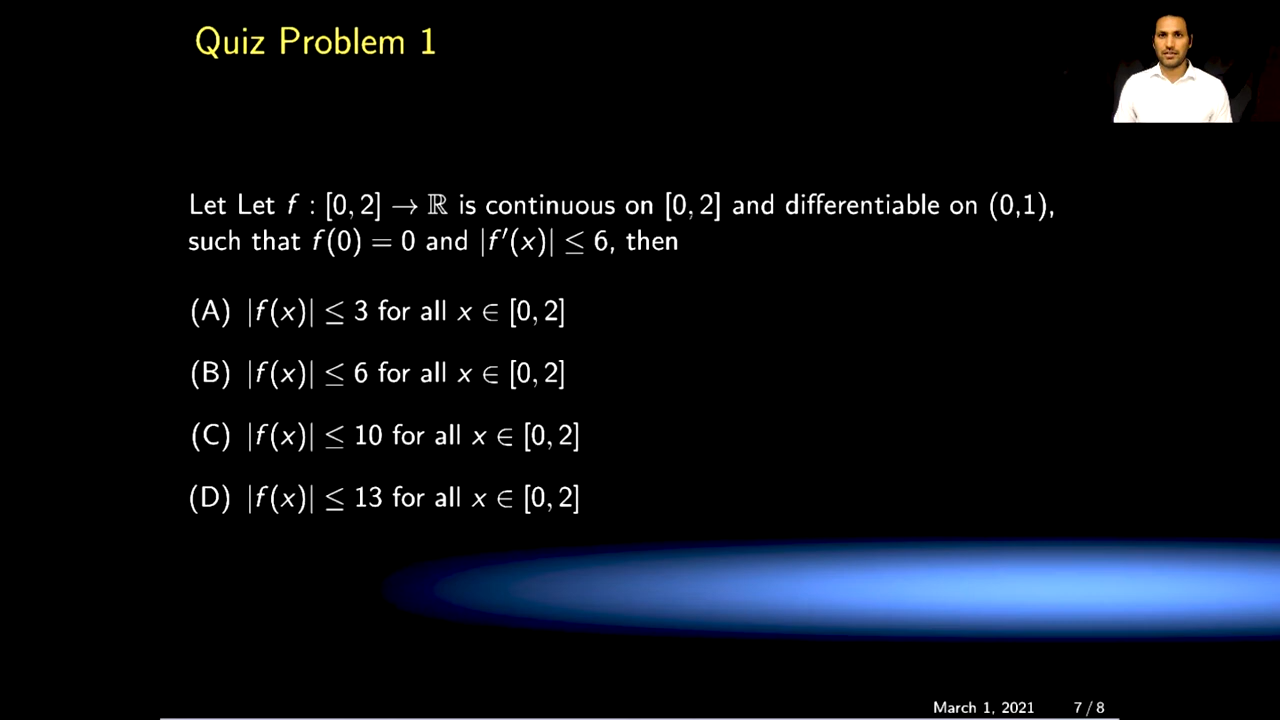 Quiz Problem 1
Let Let f : [0, 2] → ℝ is continuous on [0, 2] and differentiable on (0,1),
such that f(0) = 0 and |f′(x)| ≤ 6, then
(A) |f(x)| ≤ 3 for all x ∈ [0, 2]
(B) |f(x)| ≤ 6 for all x ∈ [0, 2]
(C) |f(x)| ≤ 10 for all x ∈ [0, 2]
(D) |f(x)| ≤ 13 for all x ∈ [0, 2]
March 1, 2021 7 / 8